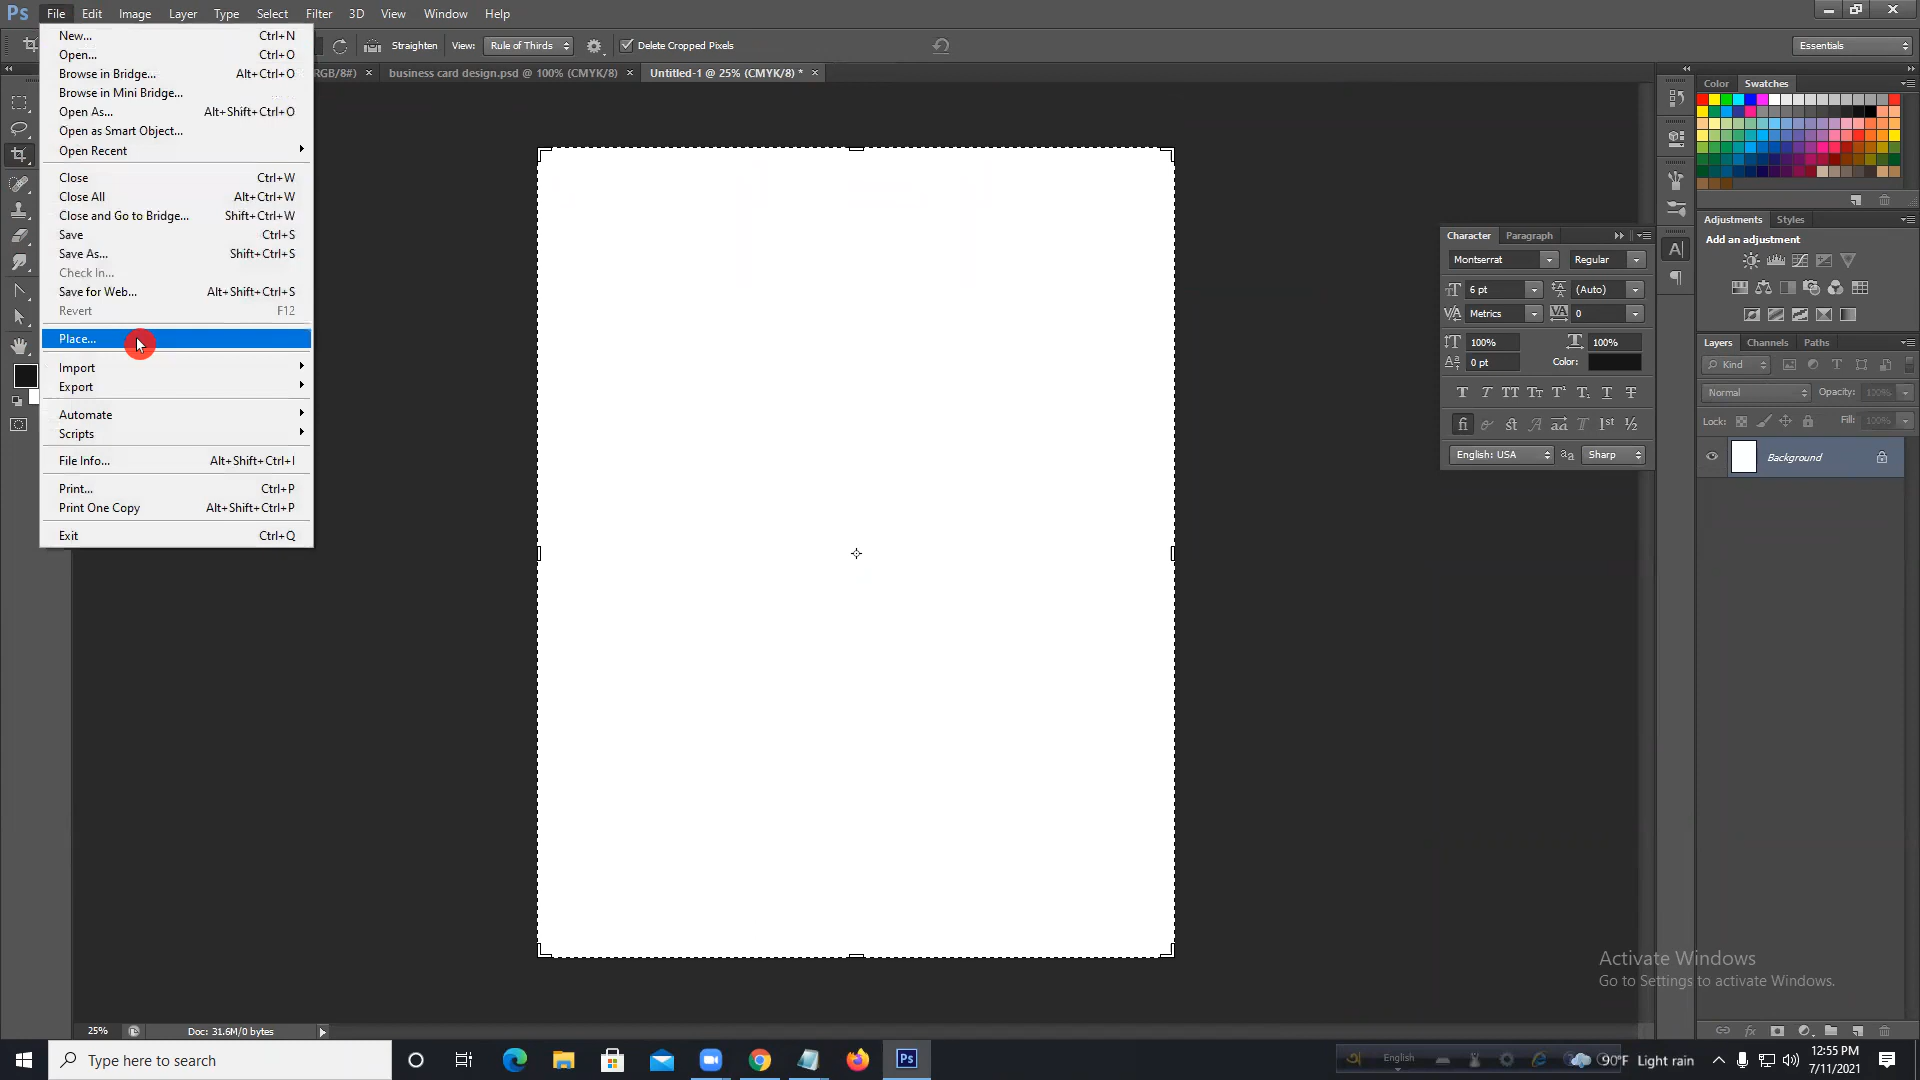 Ps File Edit Image Layer Type Select Filter 3D View Window Help
Straighten View: Rule of Thirds Delete Cropped Pixels Essentials
RGB/8#) × business card design.psd @ 100% (CMYK/8) × Untitled-1 @ 25% (CMYK/8) * ×
New... Ctrl+N
Open... Ctrl+O
Browse in Bridge... Alt+Ctrl+O
Browse in Mini Bridge...
Open As... Alt+Shift+Ctrl+O
Open as Smart Object...
Open Recent
Close Ctrl+W
Close All Alt+Ctrl+W
Close and Go to Bridge... Shift+Ctrl+W
Save Ctrl+S
Save As... Shift+Ctrl+S
Check In...
Save for Web... Alt+Shift+Ctrl+S
Revert F12
Place...
Import
Export
Automate
Scripts
File Info... Alt+Shift+Ctrl+I
Print... Ctrl+P
Print One Copy Alt+Shift+Ctrl+P
Exit Ctrl+Q
Color Swatches
Adjustments Styles
Add an adjustment
Character Paragraph
Montserrat Regular
6 pt (Auto)
Metrics 0
100% 100%
0 pt Color:
English: USA aa Sharp
Layers Channels Paths
Kind
Normal Opacity: 100%
Lock: Fill: 100%
Background
Activate Windows
Go to Settings to activate Windows.
25% Doc: 31.6M/0 bytes
Type here to search
Ps
English
90°F Light rain
12:55 PM
7/11/2021